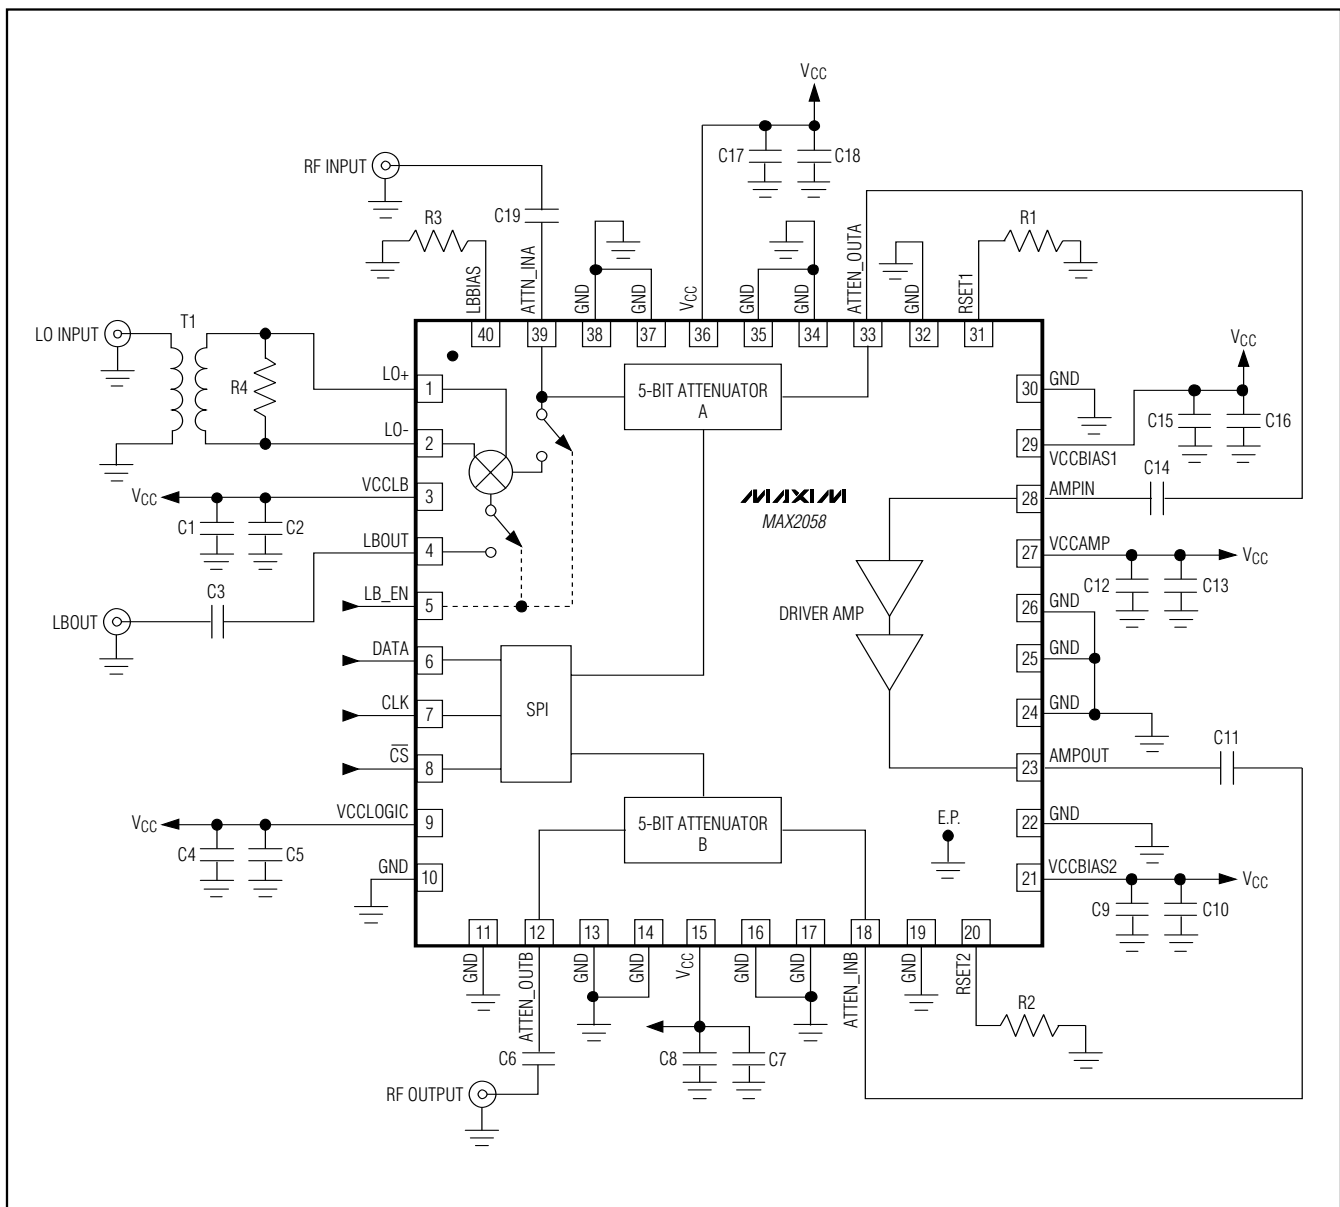 VCC
C17
C18
RF INPUT
C19
R3
LBBIAS
ATTN_INA
GND
GND
VCC
GND
GND
ATTEN_OUTA
GND
RSET1
R1
40
39
38
37
36
35
34
33
32
31
LO INPUT
T1
R4
LO+
1
LO-
2
VCC
VCCLB
3
C1
C2
LBOUT
4
C3
LBOUT
LB_EN
5
DATA
6
CLK
7
CS
8
VCC
VCCLOGIC
9
C4
C5
GND
10
5-BIT ATTENUATOR
A
MAXIM
MAX2058
DRIVER AMP
SPI
5-BIT ATTENUATOR
B
E.P.
30
GND
VCC
C15
C16
29
VCCBIAS1
28
AMPIN
C14
27
VCCAMP
VCC
C12
C13
26
GND
25
GND
24
GND
23
AMPOUT
C11
22
GND
21
VCCBIAS2
VCC
C9
C10
11
12
13
14
15
16
17
18
19
20
GND
ATTEN_OUTB
GND
GND
VCC
GND
GND
ATTEN_INB
GND
RSET2
R2
C6
C8
C7
RF OUTPUT